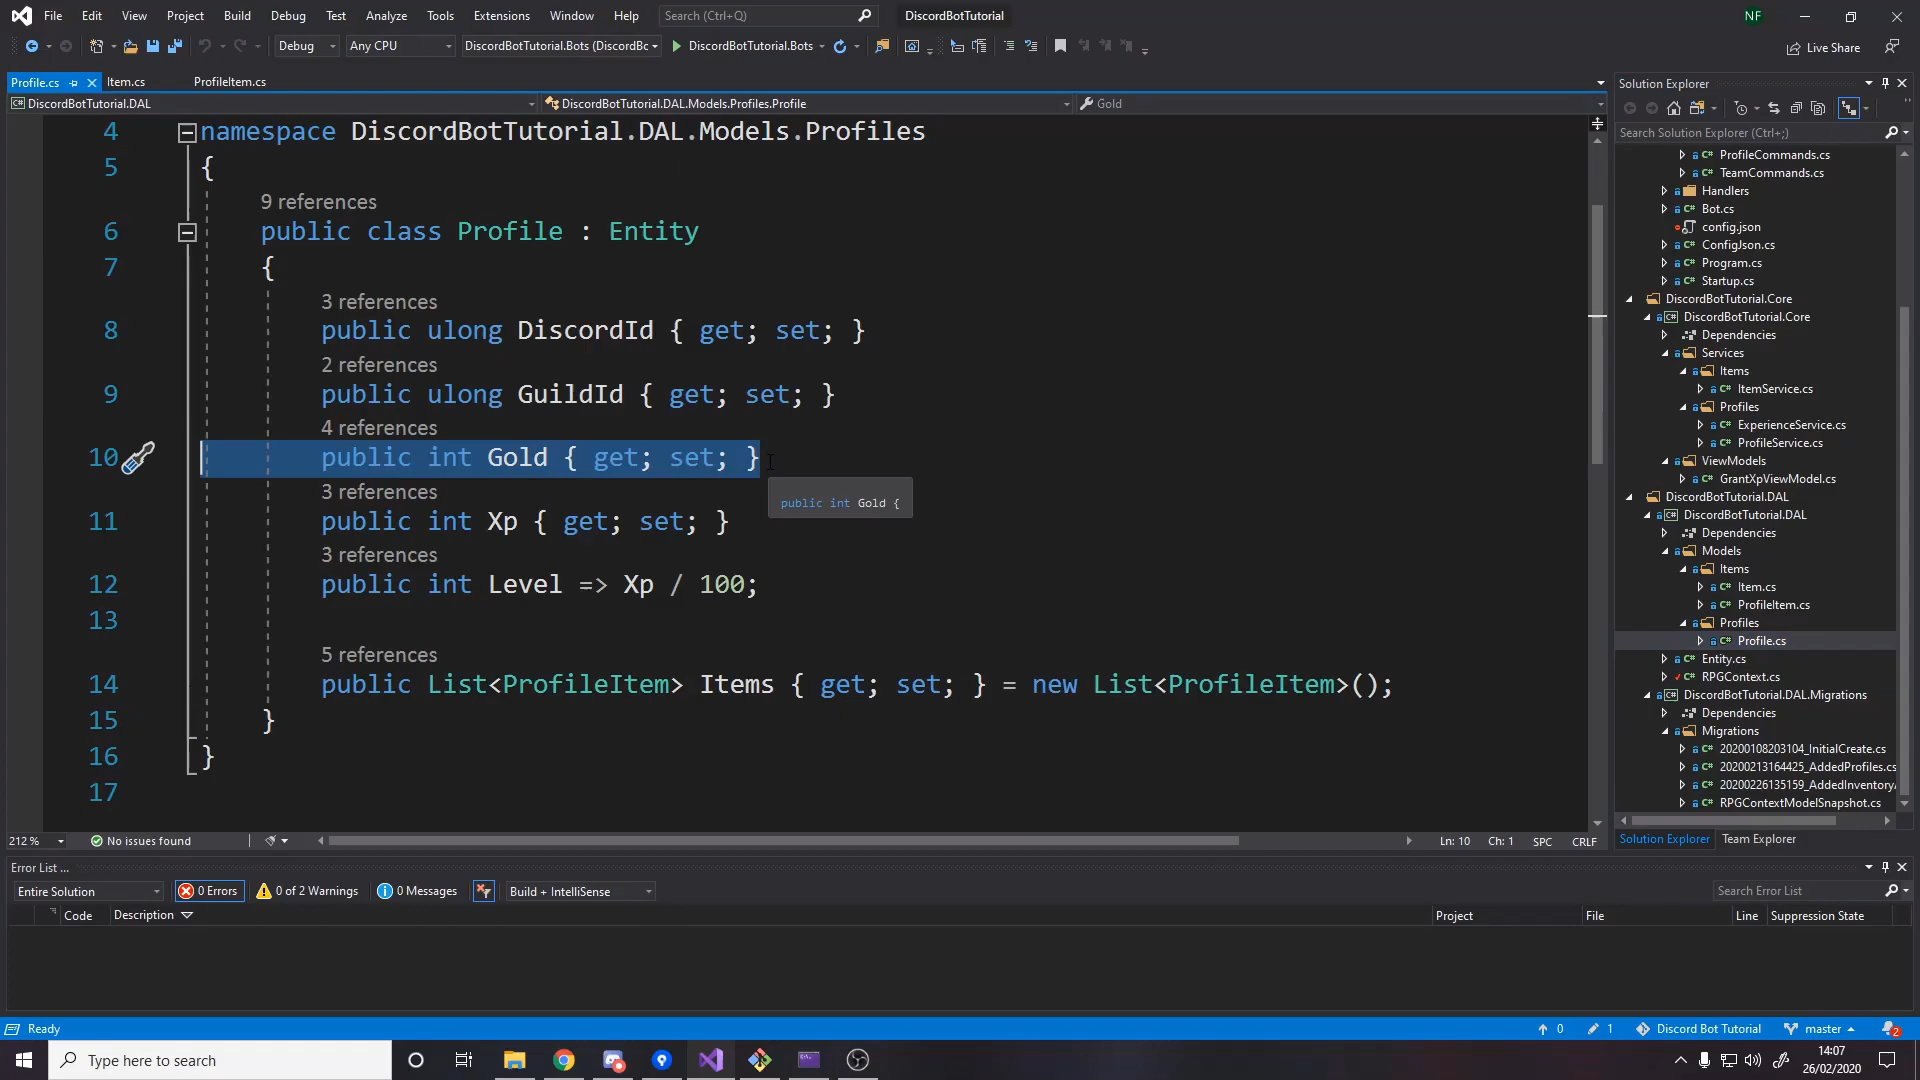 File Edit View Project Build Debug Test Analyze Tools Extensions Window Help Search (Ctrl+Q) DiscordBotTutorial NF
Debug Any CPU DiscordBotTutorial.Bots (DiscordBc DiscordBotTutorial.Bots Live Share
Profile.cs Item.cs ProfileItem.cs
DiscordBotTutorial.DAL DiscordBotTutorial.DAL.Models.Profiles.Profile Gold
4 namespace DiscordBotTutorial.DAL.Models.Profiles
5 {
9 references
6 public class Profile : Entity
7 {
3 references
8 public ulong DiscordId { get; set; }
2 references
9 public ulong GuildId { get; set; }
4 references
10 public int Gold { get; set; }
public int Gold {
3 references
11 public int Xp { get; set; }
3 references
12 public int Level => Xp / 100;
13
5 references
14 public List<ProfileItem> Items { get; set; } = new List<ProfileItem>();
15 }
16 }
17
212 % No issues found Ln: 10 Ch: 1 SPC CRLF
Solution Explorer
Search Solution Explorer (Ctrl+;)
ProfileCommands.cs
TeamCommands.cs
Handlers
Bot.cs
config.json
ConfigJson.cs
Program.cs
Startup.cs
DiscordBotTutorial.Core
DiscordBotTutorial.Core
Dependencies
Services
Items
ItemService.cs
Profiles
ExperienceService.cs
ProfileService.cs
ViewModels
GrantXpViewModel.cs
DiscordBotTutorial.DAL
DiscordBotTutorial.DAL
Dependencies
Models
Items
Item.cs
ProfileItem.cs
Profiles
Profile.cs
Entity.cs
RPGContext.cs
DiscordBotTutorial.DAL.Migrations
Dependencies
Migrations
20200108203104_InitialCreate.cs
20200213164425_AddedProfiles.cs
20200226135159_AddedInventory
RPGContextModelSnapshot.cs
Solution Explorer Team Explorer
Error List ...
Entire Solution 0 Errors 0 of 2 Warnings 0 Messages Build + IntelliSense Search Error List
Code Description Project File Line Suppression State
Ready 0 1 Discord Bot Tutorial master 2
Type here to search 14:07
26/02/2020